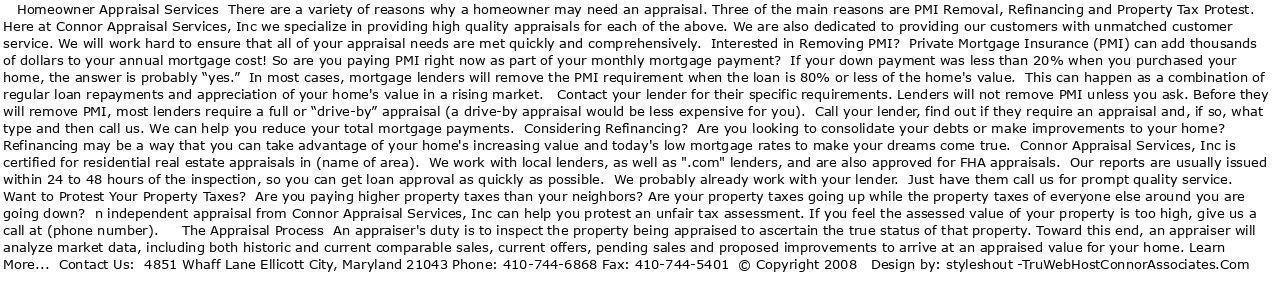 Homeowner Appraisal Services  There are a variety of reasons why a homeowner may need an appraisal. Three of the main reasons are PMI Removal, Refinancing and Property Tax Protest.
Here at Connor Appraisal Services, Inc we specialize in providing high quality appraisals for each of the above. We are also dedicated to providing our customers with unmatched customer
service. We will work hard to ensure that all of your appraisal needs are met quickly and comprehensively.  Interested in Removing PMI?  Private Mortgage Insurance (PMI) can add thousands
of dollars to your annual mortgage cost! So are you paying PMI right now as part of your monthly mortgage payment?  If your down payment was less than 20% when you purchased your
home, the answer is probably “yes.”  In most cases, mortgage lenders will remove the PMI requirement when the loan is 80% or less of the home's value.  This can happen as a combination of
regular loan repayments and appreciation of your home's value in a rising market.   Contact your lender for their specific requirements. Lenders will not remove PMI unless you ask. Before they
will remove PMI, most lenders require a full or “drive-by” appraisal (a drive-by appraisal would be less expensive for you).  Call your lender, find out if they require an appraisal and, if so, what
type and then call us. We can help you reduce your total mortgage payments.  Considering Refinancing?  Are you looking to consolidate your debts or make improvements to your home?
Refinancing may be a way that you can take advantage of your home's increasing value and today's low mortgage rates to make your dreams come true.  Connor Appraisal Services, Inc is
certified for residential real estate appraisals in (name of area).  We work with local lenders, as well as ".com" lenders, and are also approved for FHA appraisals.  Our reports are usually issued
within 24 to 48 hours of the inspection, so you can get loan approval as quickly as possible.  We probably already work with your lender.  Just have them call us for prompt quality service.
Want to Protest Your Property Taxes?  Are you paying higher property taxes than your neighbors? Are your property taxes going up while the property taxes of everyone else around you are
going down?  n independent appraisal from Connor Appraisal Services, Inc can help you protest an unfair tax assessment. If you feel the assessed value of your property is too high, give us a
call at (phone number).     The Appraisal Process  An appraiser's duty is to inspect the property being appraised to ascertain the true status of that property. Toward this end, an appraiser will
analyze market data, including both historic and current comparable sales, current offers, pending sales and proposed improvements to arrive at an appraised value for your home. Learn
More...  Contact Us:  4851 Whaff Lane Ellicott City, Maryland 21043 Phone: 410-744-6868 Fax: 410-744-5401  © Copyright 2008   Design by: styleshout -TruWebHostConnorAssociates.Com